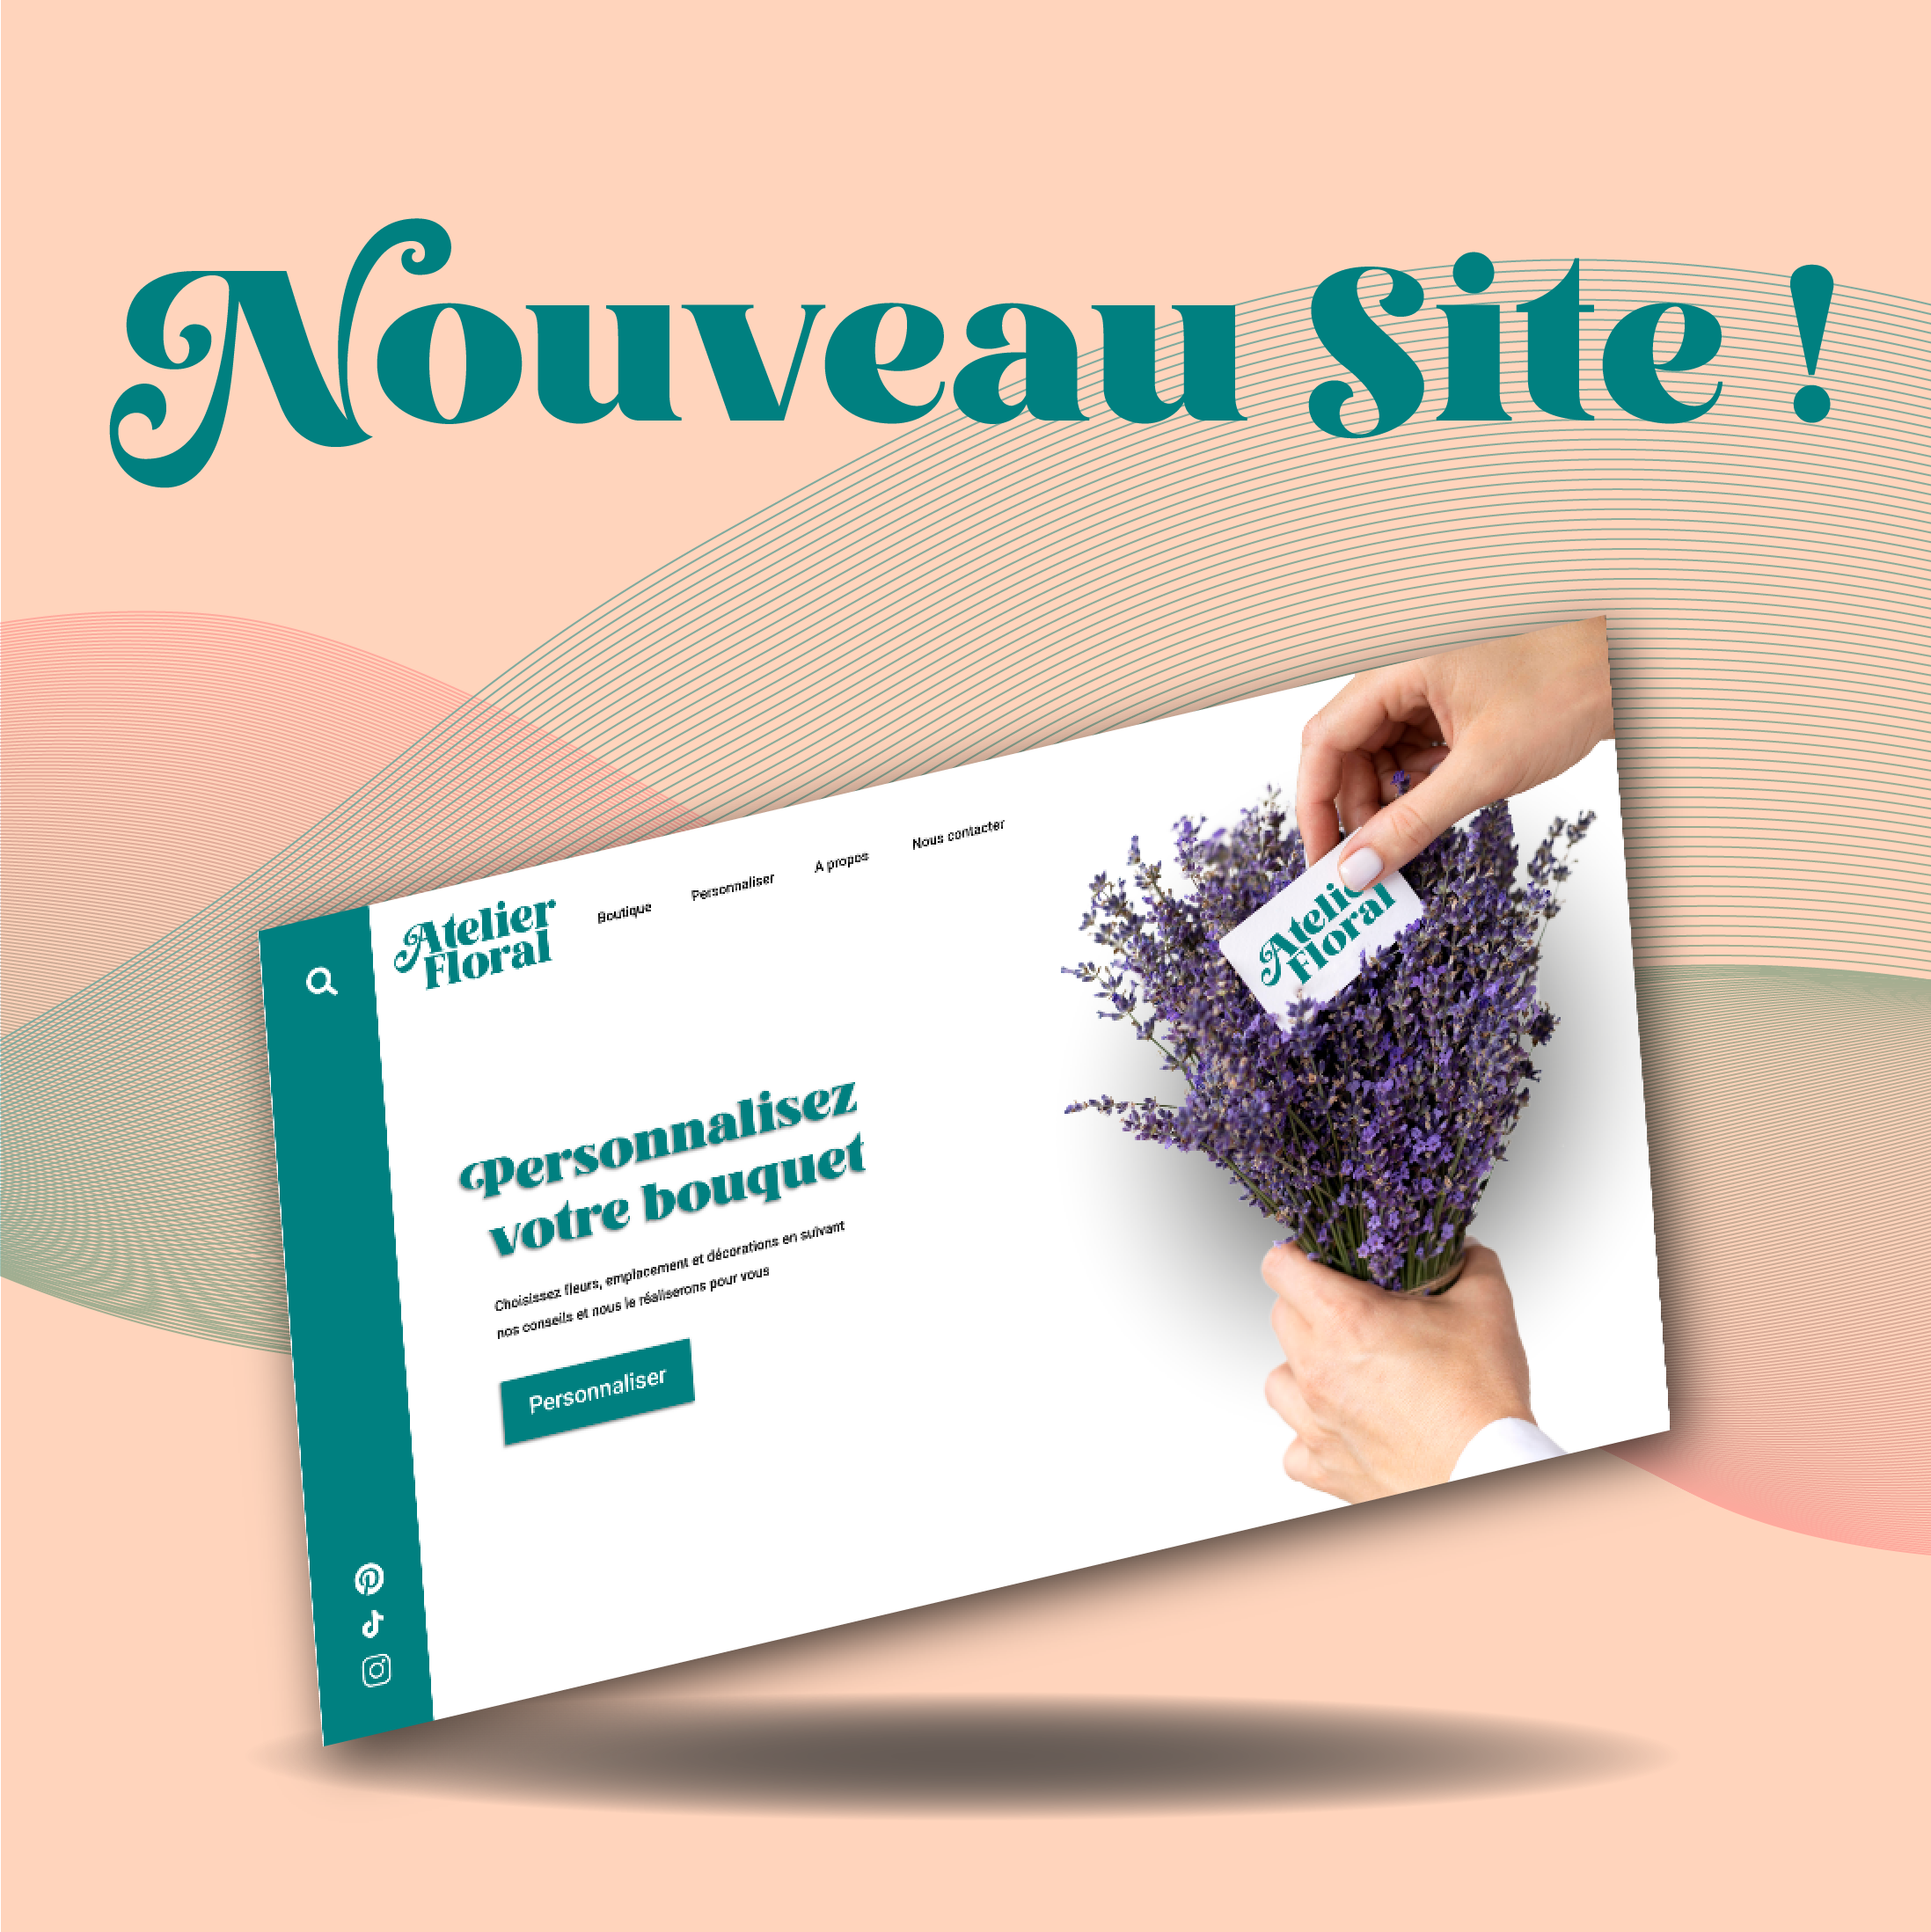 Nouveau Site !
Atelier
Floral
Boutique
Personnaliser
A propos
Nous contacter
Atelie
Floral
Personnalisez
votre bouquet
Choisissez fleurs, emplacement et décorations en suivant
nos conseils et nous le réaliserons pour vous
Personnaliser